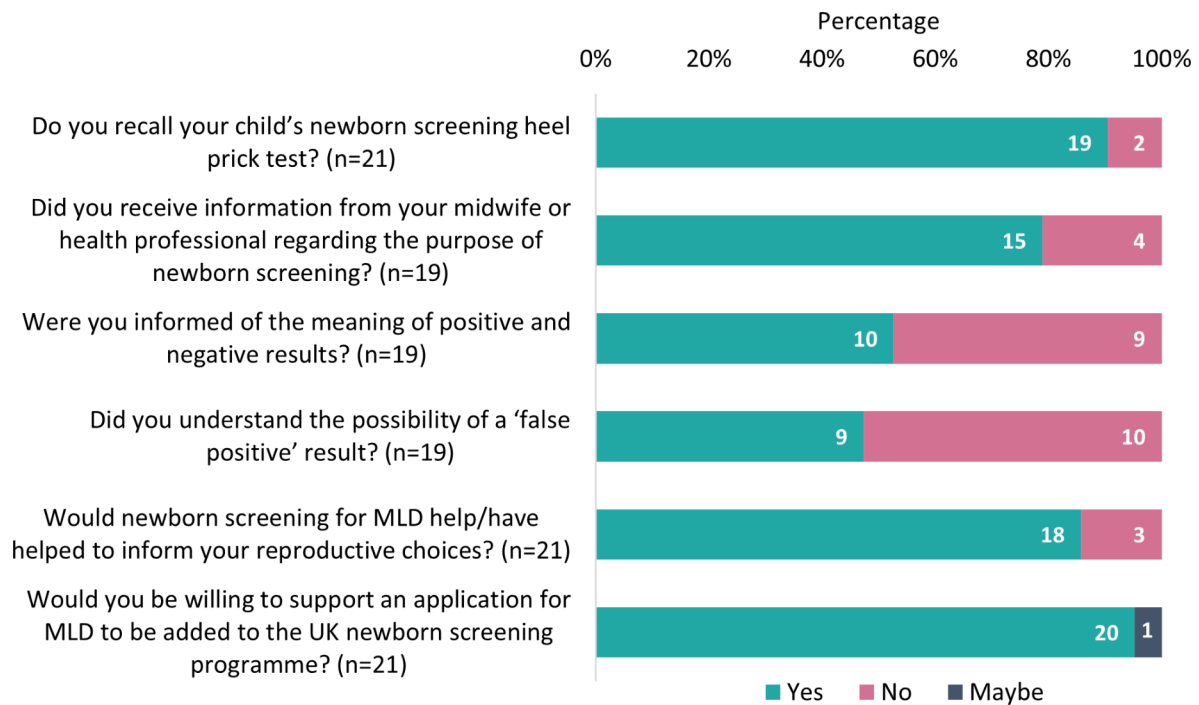 Percentage
0% 20% 40% 60% 80% 100%
Do you recall your child’s newborn screening heel
prick test? (n=21)
19 2
Did you receive information from your midwife or
health professional regarding the purpose of
newborn screening? (n=19)
15 4
Were you informed of the meaning of positive and
negative results? (n=19)
10 9
Did you understand the possibility of a ‘false
positive’ result? (n=19)
9 10
Would newborn screening for MLD help/have
helped to inform your reproductive choices? (n=21)
18 3
Would you be willing to support an application for
MLD to be added to the UK newborn screening
programme? (n=21)
20 1
Yes No Maybe